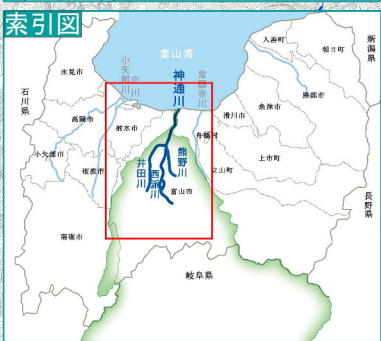 索引図
富山湾
新潟県
入善町
朝日町
黒部市
小矢部川
庄川
神通川
常願寺川
氷見市
石川県
高岡市
射水市
滑川市
魚津市
舟橋村
小矢部市
砺波市
熊野川
井田川
西派川
富山市
立山町
上市町
長野県
南砺市
岐阜県